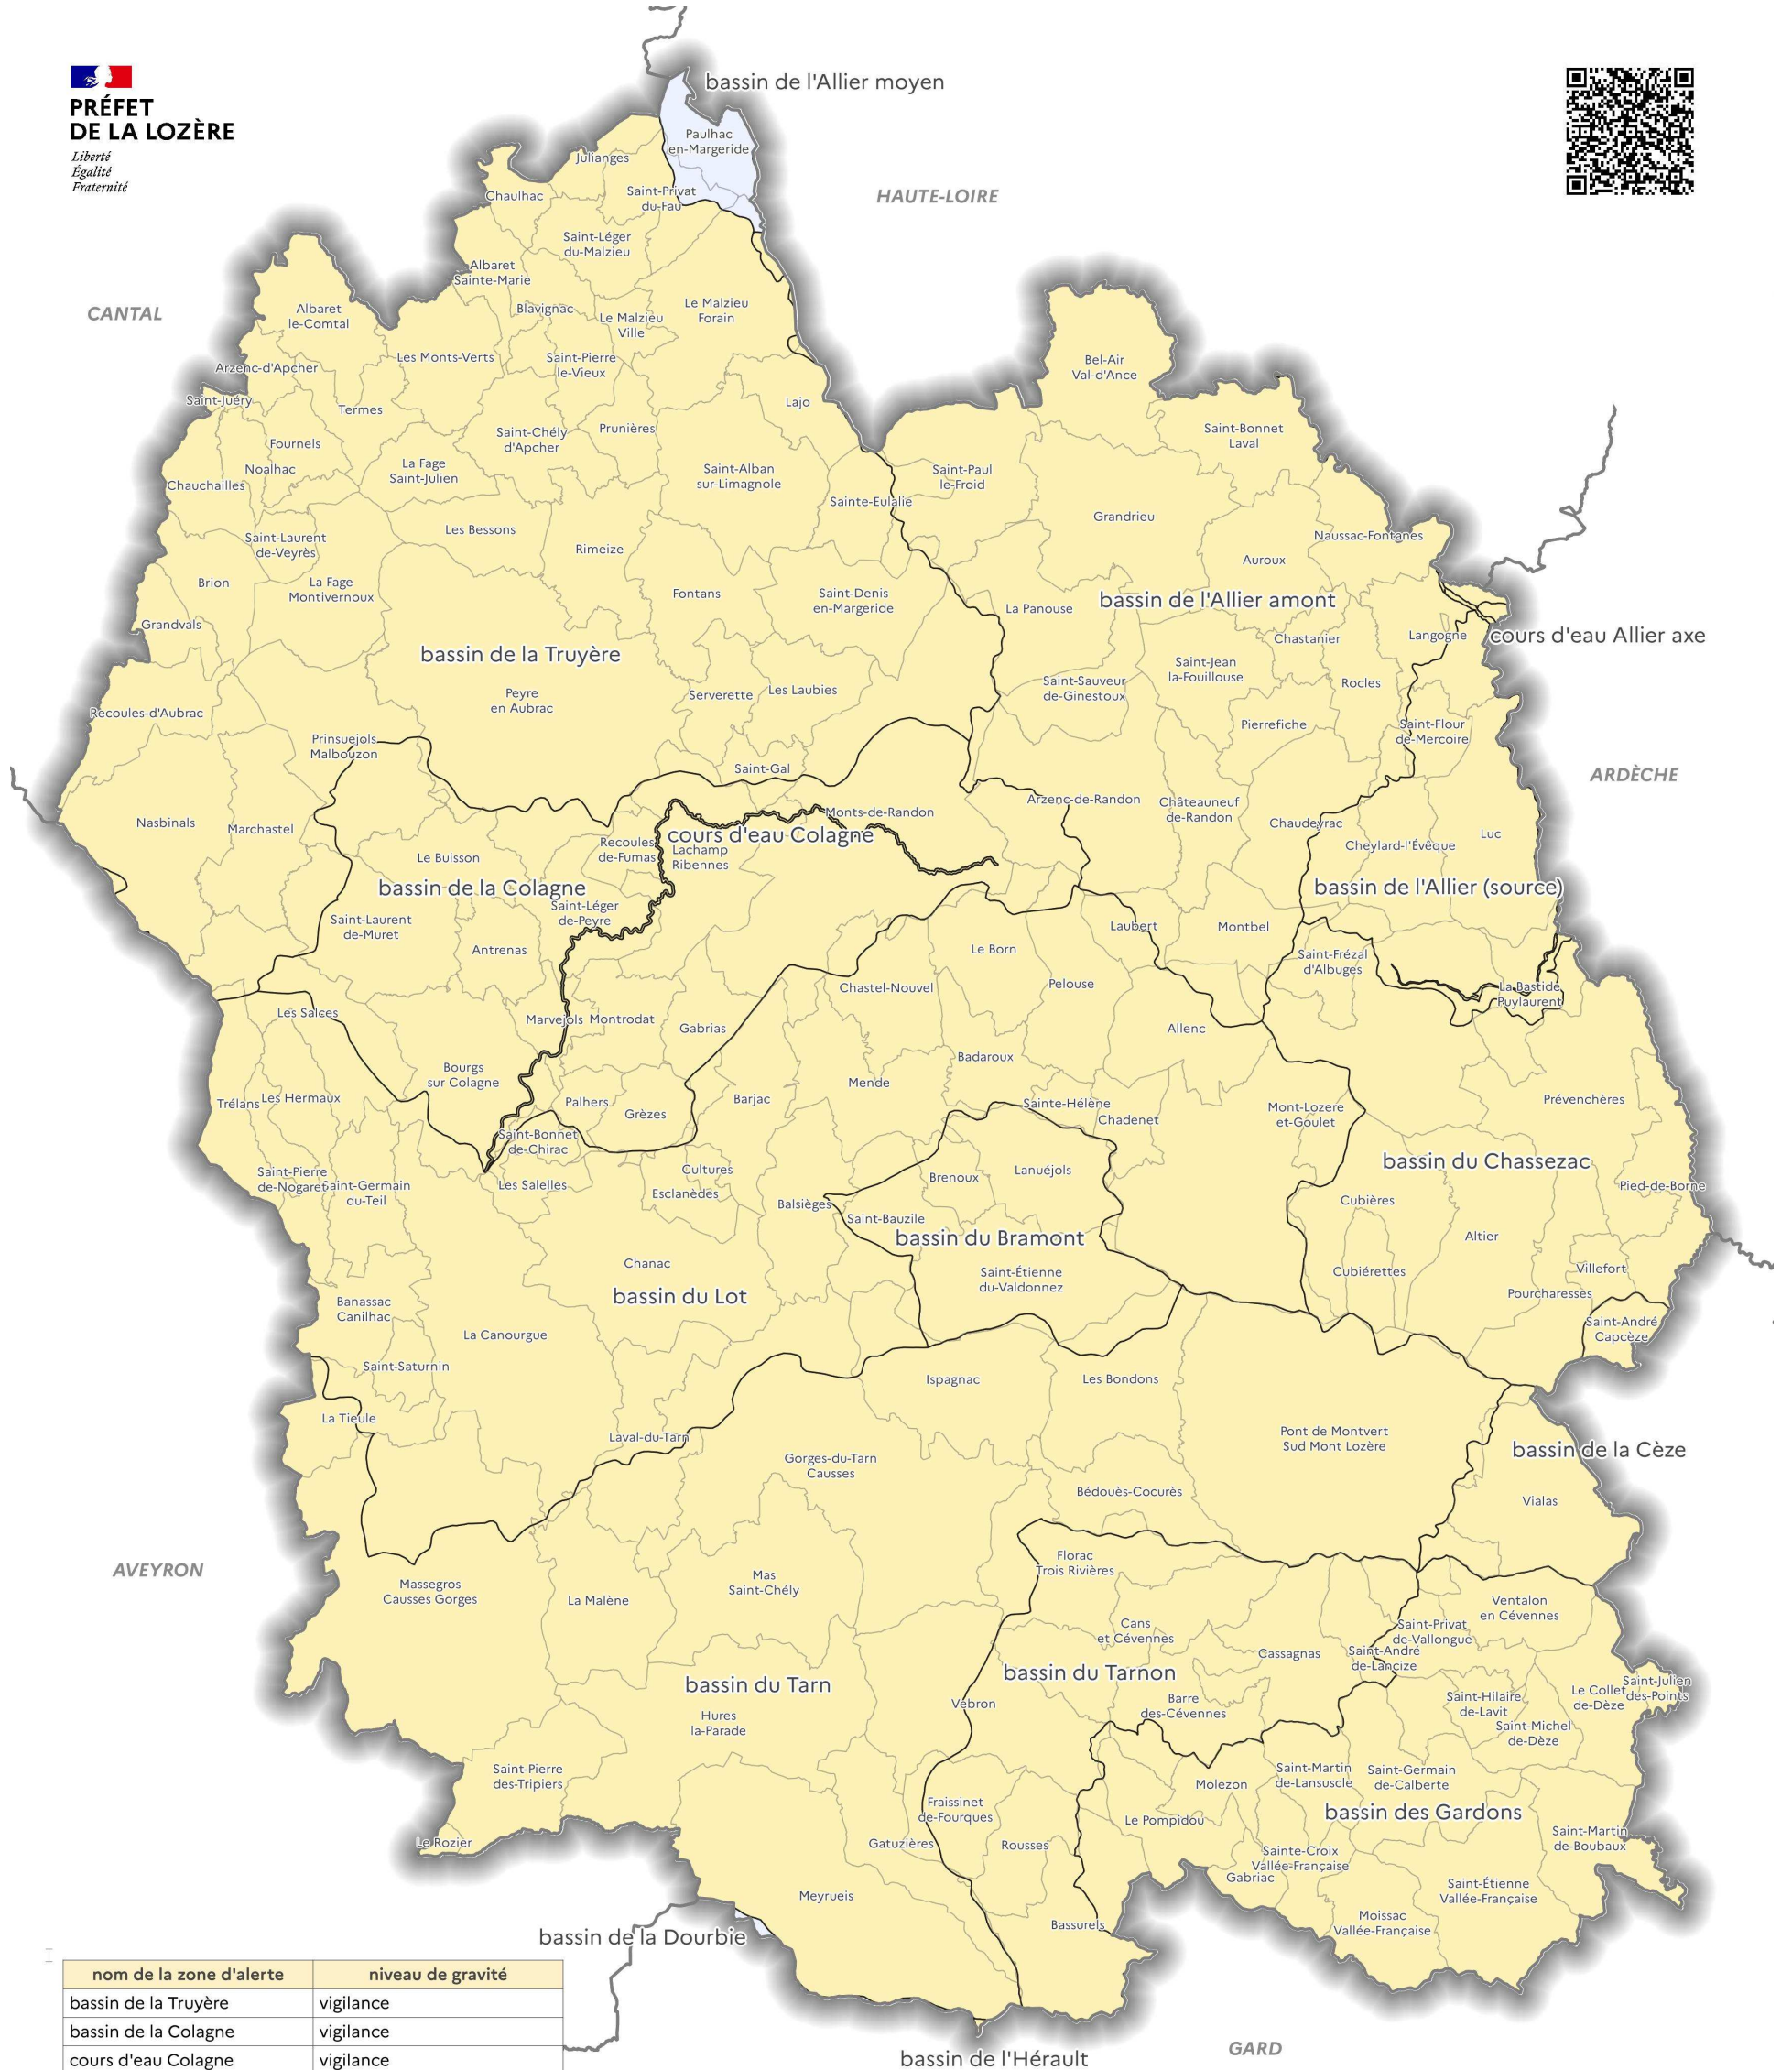 bassin de l'Allier moyen
PRÉFET
DE LA LOZÈRE
Liberté
Égalité
Fraternité
Paulhac
en-Margeride
Julianges
HAUTE-LOIRE
Chaulhac
Saint-Privat
du-Fau
Saint-Léger
du-Malzieu
Albaret
Sainte-Marie
CANTAL
Albaret
le-Comtal
Blavignac
Le Malzieu
Ville
Le Malzieu
Forain
Les Monts-Verts
Saint-Pierre
le-Vieux
Bel-Air
Val-d'Ance
Arzenc-d'Apcher
Saint-Juéry
Termes
Lajo
Fournels
Saint-Chély
d'Apcher
Prunières
Saint-Bonnet
Laval
Noalhac
Chauchailles
La Fage
Saint-Julien
Saint-Alban
sur-Limagnole
Saint-Paul
le-Froid
Sainte-Eulalie
Grandrieu
Saint-Laurent
de-Veyrès
Les Bessons
Rimeize
Naussac-Fontanes
Auroux
Brion
La Fage
Montivernoux
Fontans
Saint-Denis
en-Margeride
La Panouse
bassin de l'Allier amont
Grandvals
Chastanier
Langogne
cours d'eau Allier axe
bassin de la Truyère
Saint-Jean
la-Fouillouse
Peyre
en Aubrac
Serverette
Les Laubies
Saint-Sauveur
de-Ginestoux
Rocles
Recoules-d'Aubrac
Pierrefiche
Saint-Flour
de-Mercoire
Prinsuejols
Malbouzon
Saint-Gal
ARDÈCHE
Nasbinals
Marchastel
Monts-de-Randon
Arzenc-de-Randon
Châteauneuf
de-Randon
Chaudeyrac
Luc
Cheylard-l'Évêque
cours d'eau Colagne
Recoules
de-Fumas
Lachamp
Ribennes
Le Buisson
bassin de la Colagne
bassin de l'Allier (source)
Saint-Léger
de-Peyre
Saint-Laurent
de-Muret
Antrenas
Laubert
Montbel
Le Born
Saint-Frézal
d'Albuges
Chastel-Nouvel
Pelouse
La Bastide
Puylaurent
Les Salces
Marvejols
Montrodat
Gabrias
Allenc
Badaroux
Bourgs
sur Colagne
Mende
Trélans
Les Hermaux
Palhers
Grèzes
Barjac
Sainte-Hélène
Chadenet
Mont-Lozere
et-Goulet
Prévenchères
Saint-Bonnet
de-Chirac
bassin du Chassezac
Saint-Pierre
de-Nogaret
Saint-Germain
du-Teil
Les Salelles
Cultures
Esclanèdes
Brenoux
Lanuéjols
Pied-de-Borne
Balsièges
Saint-Bauzile
Cubières
bassin du Bramont
Altier
Chanac
Saint-Étienne
du-Valdonnez
Cubiérettes
Villefort
bassin du Lot
Pourcharesses
Banassac
Canilhac
La Canourgue
Saint-André
Capcèze
Saint-Saturnin
Ispagnac
Les Bondons
La Tieule
Laval-du-Tarn
Pont de Montvert
Sud Mont Lozère
bassin de la Cèze
Gorges-du-Tarn
Causses
Bédouès-Cocurès
Vialas
AVEYRON
Florac
Trois Rivières
Massegros
Causses Gorges
La Malène
Mas
Saint-Chély
Ventalon
en Cévennes
Cans
et Cévennes
Saint-Privat
de-Vallongue
Cassagnas
Saint-André
de-Lancize
bassin du Tarn
bassin du Tarnon
Saint-Julien
des-Points
Le Collet
de-Dèze
Vébron
Barre
des-Cévennes
Saint-Hilaire
de-Lavit
Hures
la-Parade
Saint-Michel
de-Dèze
Saint-Pierre
des-Tripiers
Saint-Martin
de-Lansuscle
Saint-Germain
de-Calberte
Molezon
Fraissinet
de-Fourques
Le Pompidou
bassin des Gardons
Le Rozier
Gatuzières
Rousses
Saint-Martin
de-Boubaux
Sainte-Croix
Vallée-Française
Gabriac
Meyrueis
Saint-Étienne
Vallée-Française
Bassurels
Moissac
Vallée-Française
bassin de la Dourbie
nom de la zone d'alerte niveau de gravité
bassin de la Truyère vigilance
bassin de la Colagne vigilance
cours d'eau Colagne vigilance
GARD
bassin de l'Hérault